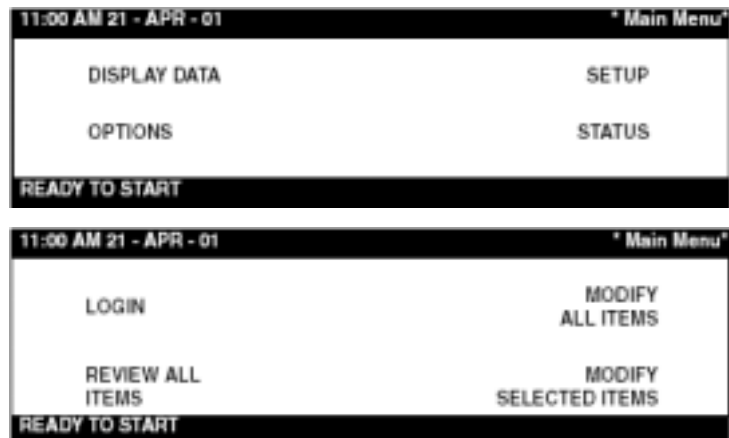 11:00 AM 21 - APR - 01 * Main Menu*
DISPLAY DATA SETUP
OPTIONS STATUS
READY TO START
11:00 AM 21 - APR - 01 * Main Menu*
LOGIN MODIFY
ALL ITEMS
REVIEW ALL MODIFY
ITEMS SELECTED ITEMS
READY TO START